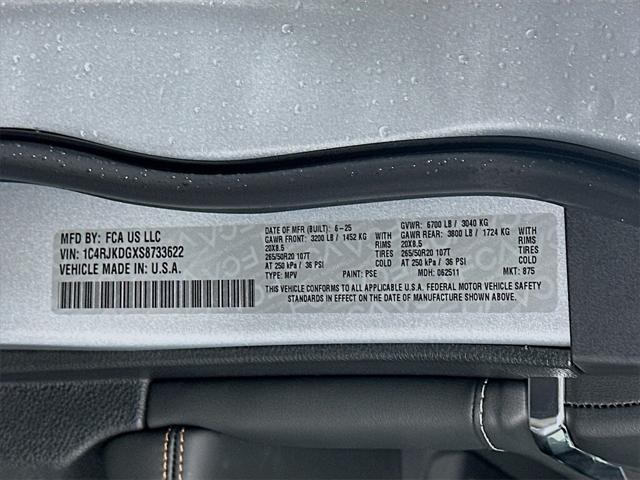 MFD BY: FCA US LLC
VIN: 1C4RJKDGXS8733622
VEHICLE MADE IN U.S.A.
DATE OF MFR (BUILT): 6-25 GVWR: 6700 LB / 3040 KG
GAWR FRONT: 3200 LB / 1452 KG GAWR REAR: 3800 LB / 1724 KG
20X8.5 TIRES 20X8.5 TIRES
265/50R20 107T 265/50R20 107T
AT 250 kPa / 36 PSI COLD AT 250 kPa / 36 PSI COLD
TYPE: MPV PAINT: PSE MDH: 062511 MKT: 875
THIS VEHICLE CONFORMS TO ALL APPLICABLE U.S.A. FEDERAL MOTOR VEHICLE SAFETY
STANDARDS IN EFFECT ON THE DATE OF MANUFACTURE SHOWN ABOVE.